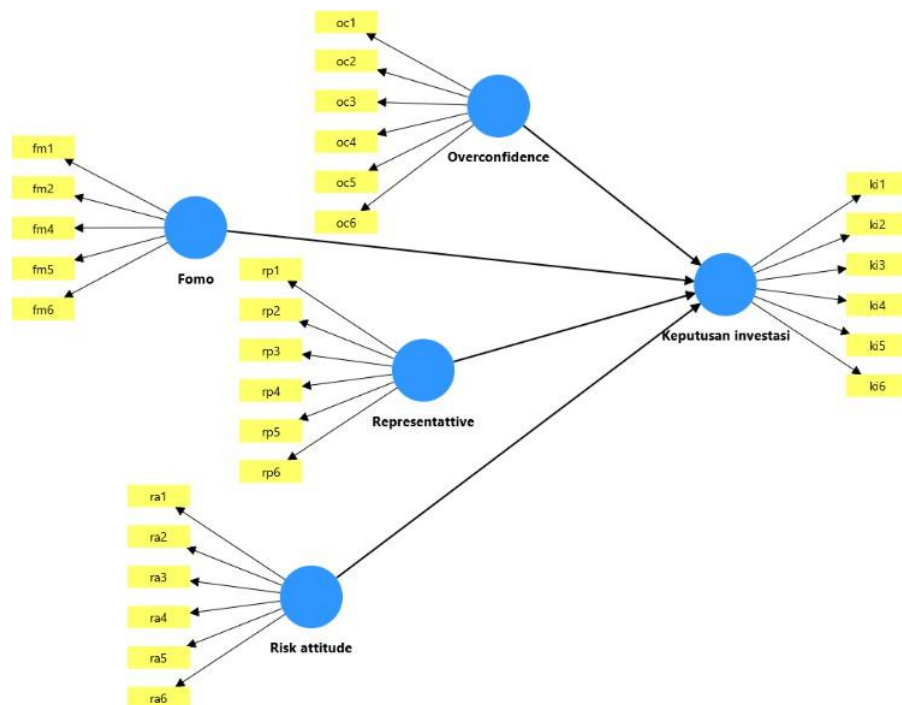 oc1
oc2
oc3
oc4
oc5
oc6
Overconfidence
fm1
fm2
fm4
fm5
fm6
Fomo
rp1
rp2
rp3
rp4
rp5
rp6
Representattive
ki1
ki2
ki3
ki4
ki5
ki6
Keputusan investasi
ra1
ra2
ra3
ra4
ra5
ra6
Risk attitude